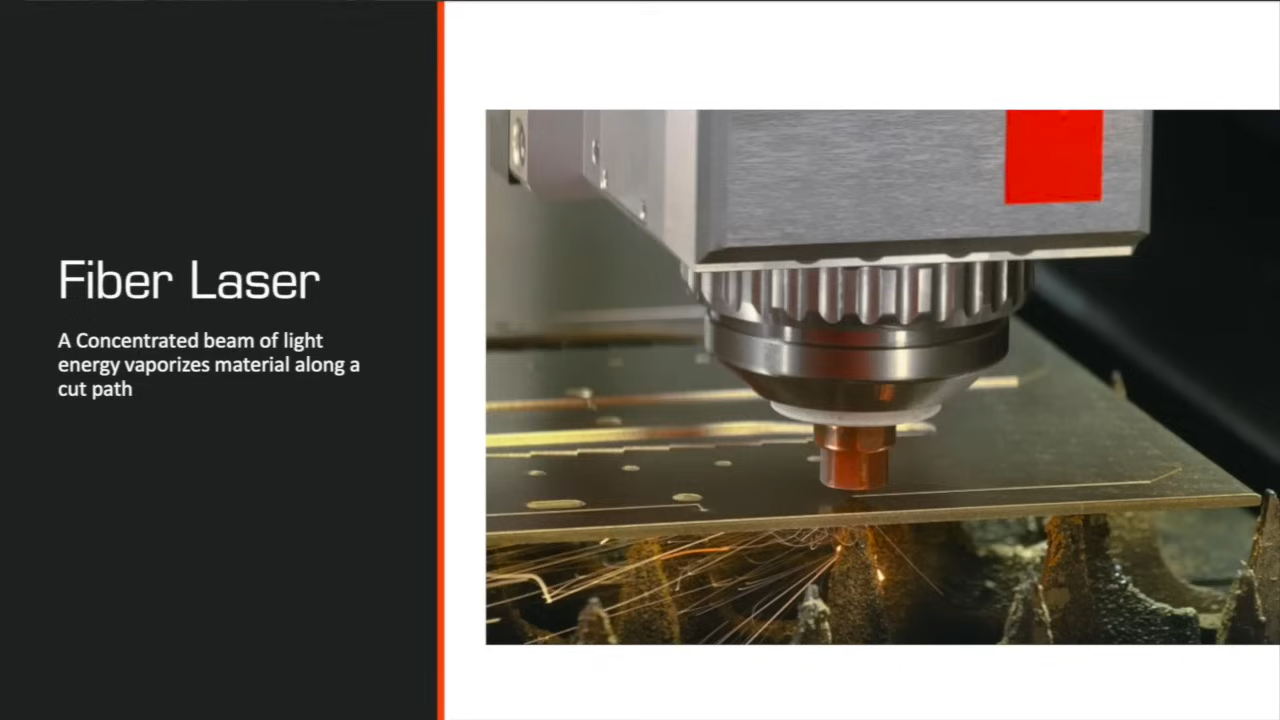 Fiber Laser
A Concentrated beam of light
energy vaporizes material along a
cut path